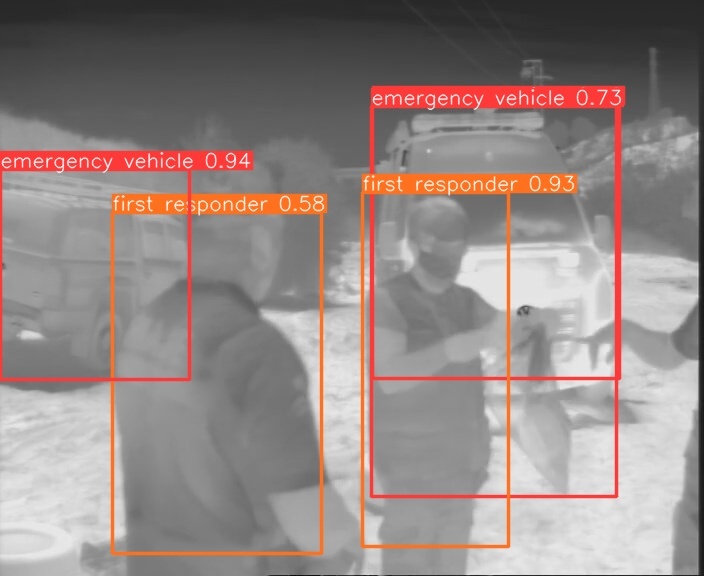 emergency vehicle 0.73
emergency vehicle 0.94
first responder 0.93
first responder 0.58